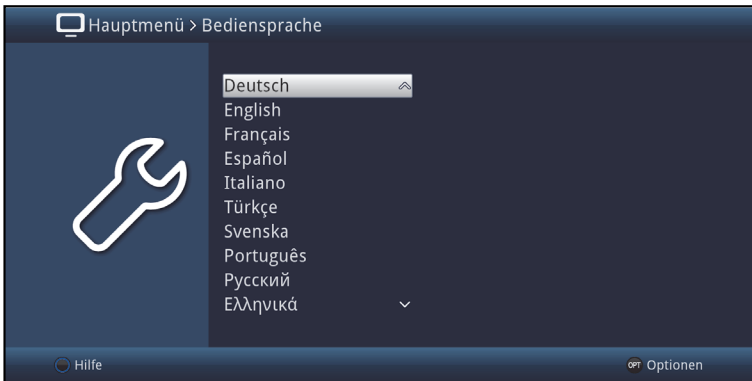 Hauptmenü > Bediensprache
Deutsch
English
Français
Español
Italiano
Türkçe
Svenska
Português
Русский
Ελληνικά
Hilfe
OPT Optionen